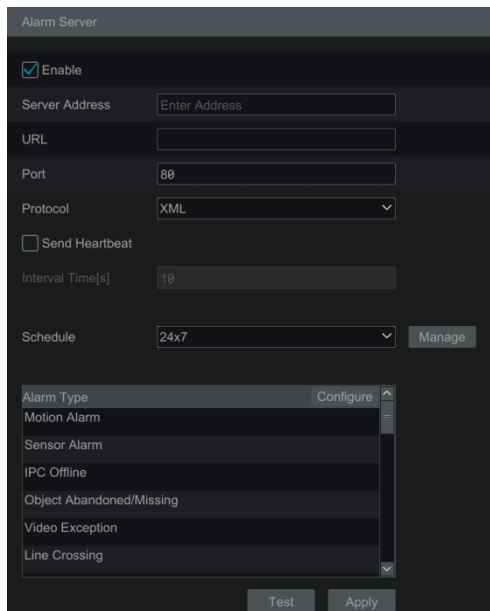 Alarm Server
Enable
Server Address Enter Address
URL
Port 80
Protocol XML
Send Heartbeat
Interval Time[s] 10
Schedule 24x7 Manage
Alarm Type Configure
Motion Alarm
Sensor Alarm
IPC Offline
Object Abandoned/Missing
Video Exception
Line Crossing
Test Apply